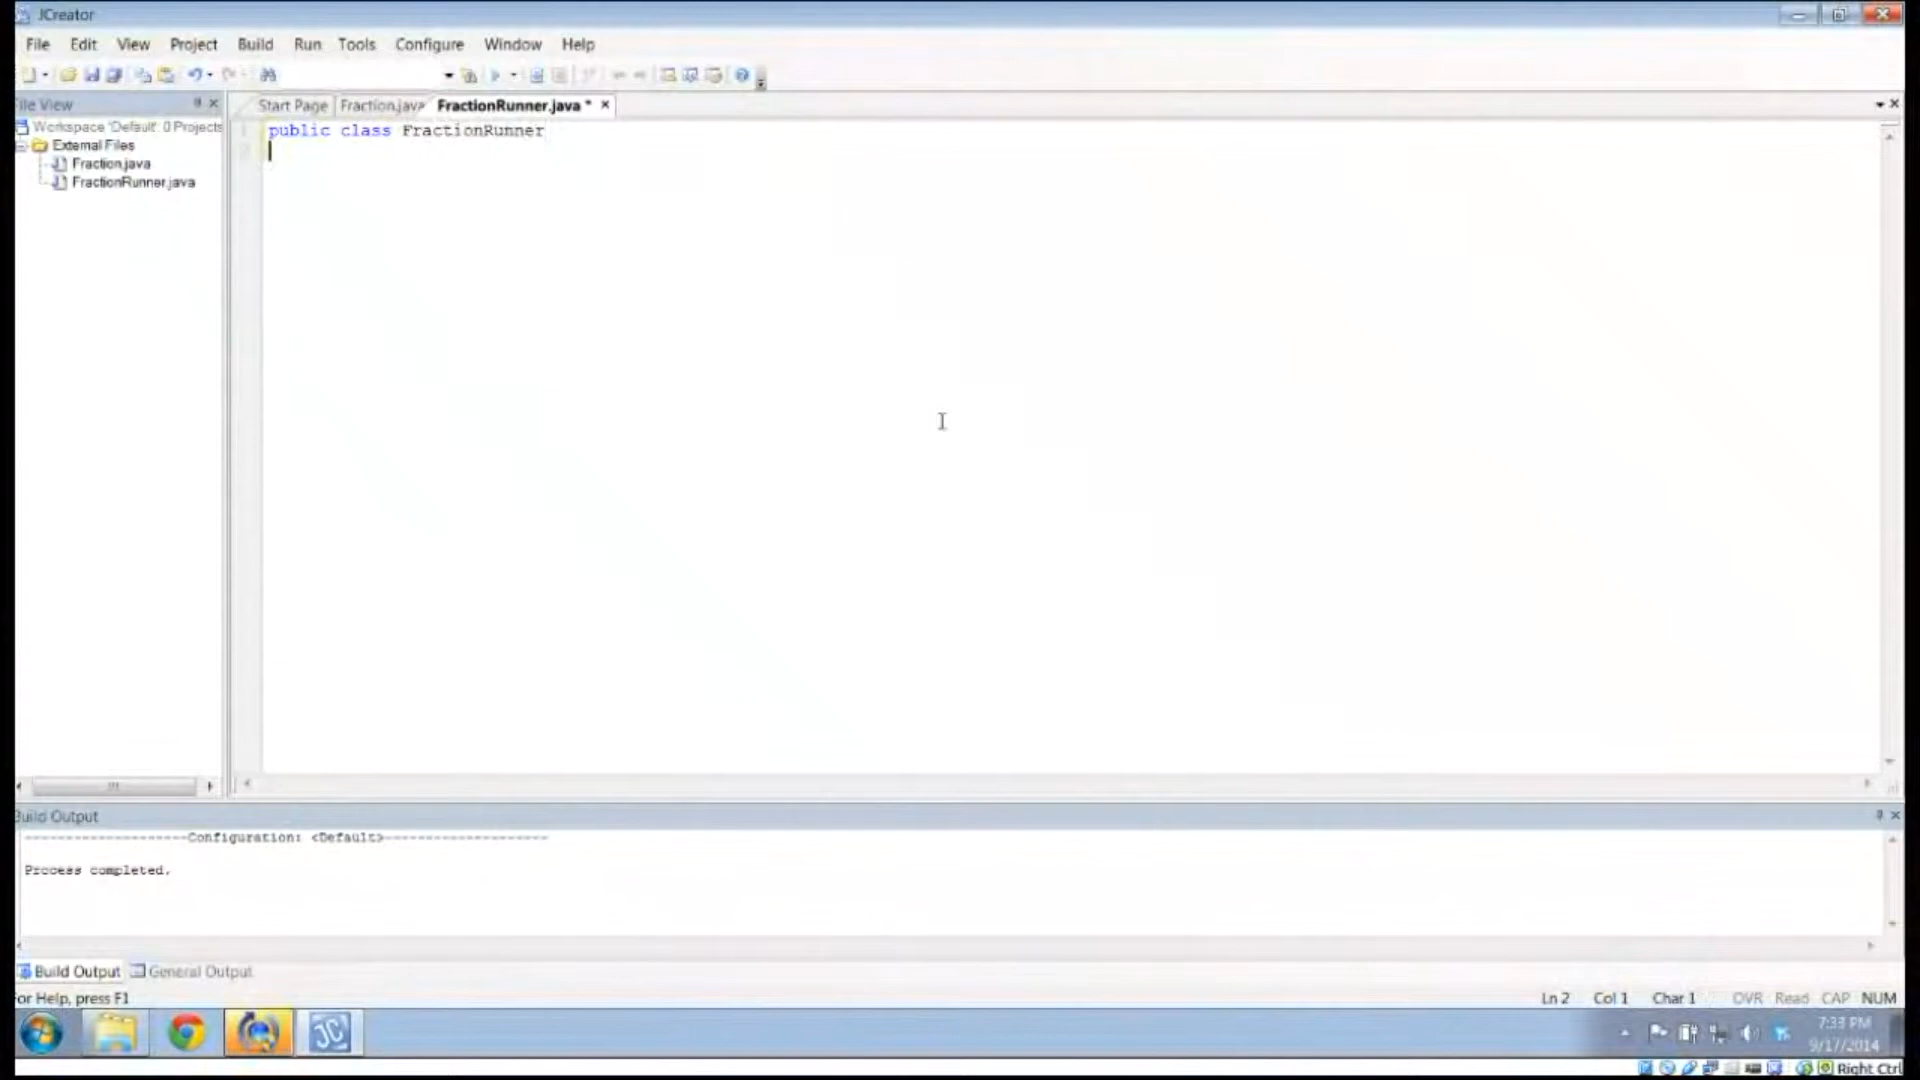 JCreator
File Edit View Project Build Run Tools Configure Window Help
File View
Start Page Fraction.java FractionRunner.java *
Workspace 'Default': 0 Projects
External Files
Fraction.java
FractionRunner.java
1 public class FractionRunner
2
Build Output
--------------------Configuration: <Default>--------------------
Process completed.
Build Output General Output
For Help, press F1
Ln 2 Col 1 Char 1 OVR Read CAP NUM
JC
7:33 PM
9/17/2014
Right Ctrl